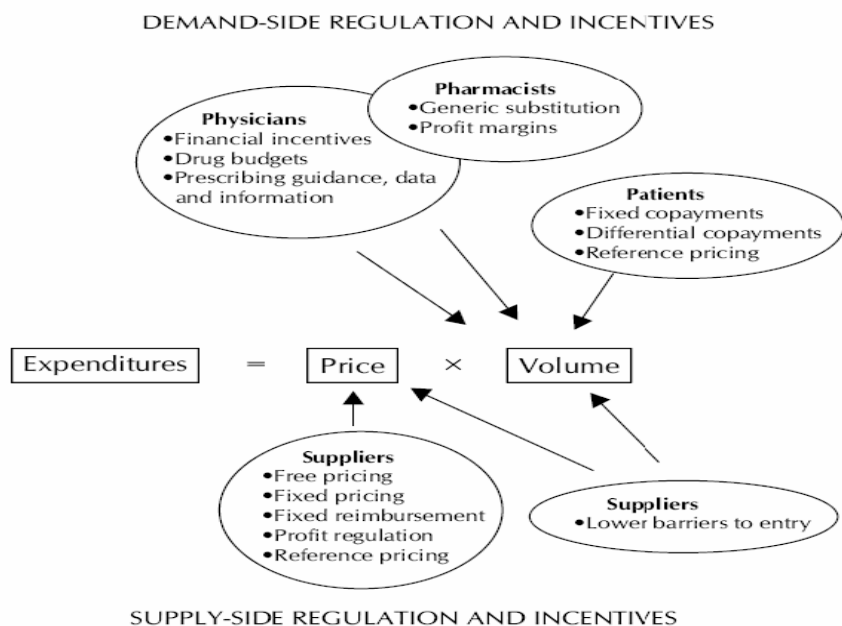 DEMAND-SIDE REGULATION AND INCENTIVES
Pharmacists
•Generic substitution
•Profit margins
Physicians
•Financial incentives
•Drug budgets
•Prescribing guidance, data
and information
Patients
•Fixed copayments
•Differential copayments
•Reference pricing
Expenditures = Price × Volume
Suppliers
•Free pricing
•Fixed pricing
•Fixed reimbursement
•Profit regulation
•Reference pricing
Suppliers
•Lower barriers to entry
SUPPLY-SIDE REGULATION AND INCENTIVES